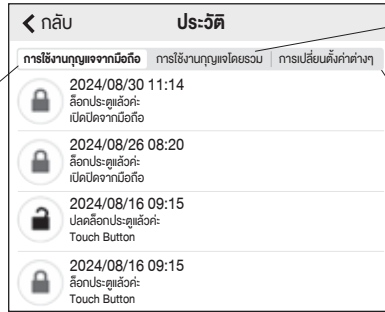 กลับ
ประวัติ
การใช้งานกุญแจจากมือถือ การใช้งานกุญแจโดยรวม การเปลี่ยนตั้งค่าต่างๆ
2024/08/30 11:14
ล็อกประตูแล้วค่ะ
เปิดปิดจากมือถือ
2024/08/26 08:20
ล็อกประตูแล้วค่ะ
เปิดปิดจากมือถือ
2024/08/16 09:15
ปลดล็อกประตูแล้วค่ะ
Touch Button
2024/08/16 09:15
ล็อกประตูแล้วค่ะ
Touch Button